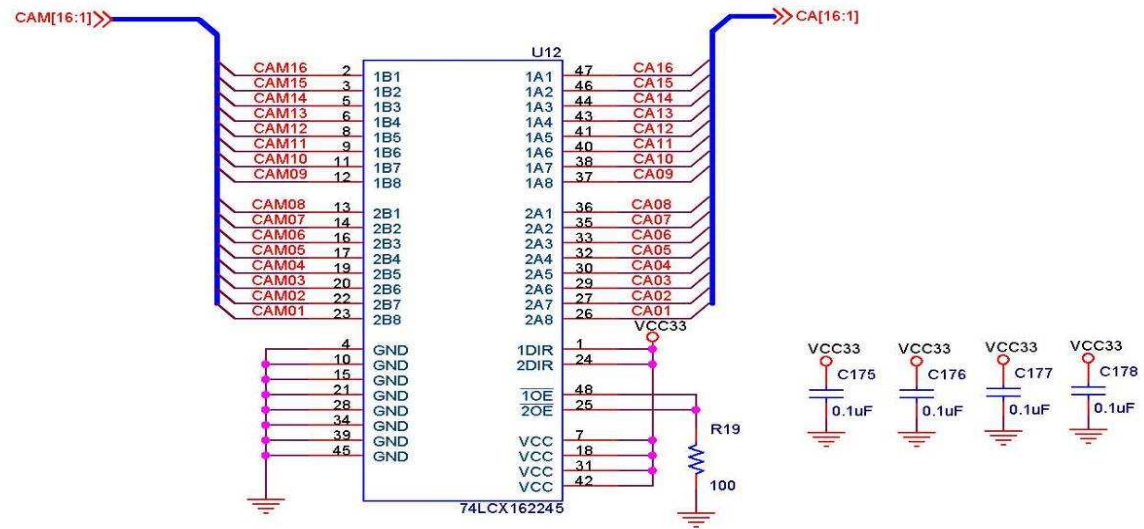 CAM[16:1] CA[16:1]
U12
CAM16 2 1B1 1A1 47 CA16
CAM15 3 1B2 1A2 46 CA15
CAM14 5 1B3 1A3 44 CA14
CAM13 6 1B4 1A4 43 CA13
CAM12 8 1B5 1A5 41 CA12
CAM11 9 1B6 1A6 40 CA11
CAM10 11 1B7 1A7 38 CA10
CAM09 12 1B8 1A8 37 CA09
CAM08 13 2B1 2A1 36 CA08
CAM07 14 2B2 2A2 35 CA07
CAM06 16 2B3 2A3 33 CA06
CAM05 17 2B4 2A4 32 CA05
CAM04 19 2B5 2A5 30 CA04
CAM03 20 2B6 2A6 29 CA03
CAM02 22 2B7 2A7 27 CA02
CAM01 23 2B8 2A8 26 CA01
VCC33
4 GND 1DIR 1
10 GND 2DIR 24
15 GND
21 GND 1OE 48
28 GND 2OE 25
34 GND
39 GND VCC 7
45 GND VCC 18
VCC 31
VCC 42
R19
100
74LCX162245
VCC33 VCC33 VCC33 VCC33
C175 C176 C177 C178
0.1uF 0.1uF 0.1uF 0.1uF